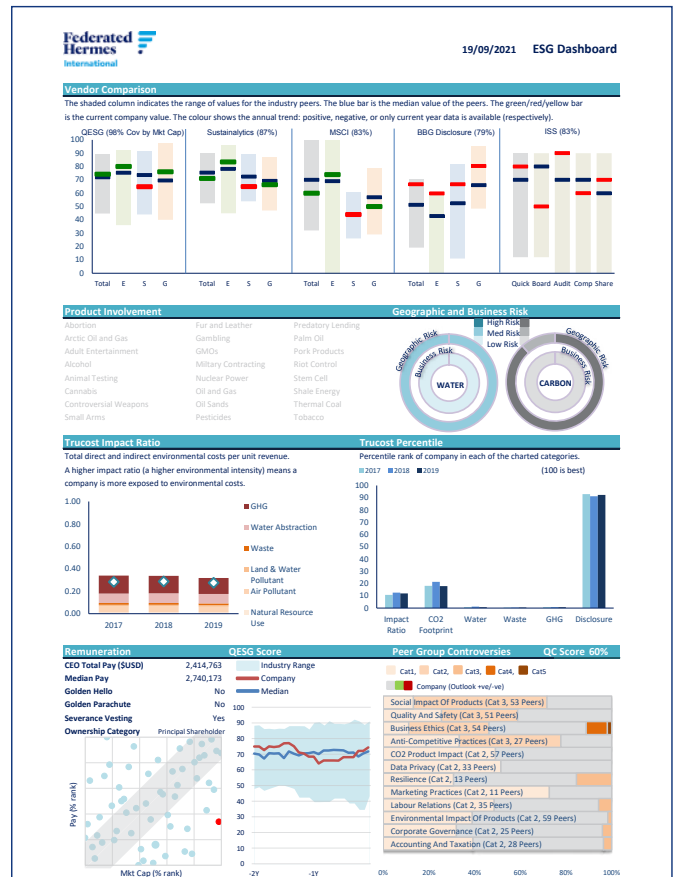 Federated
Hermes
International
19/09/2021 ESG Dashboard
Vendor Comparison
The shaded column indicates the range of values for the industry peers. The blue bar is the median value of the peers. The green/red/yellow bar
is the current company value. The colour shows the annual trend: positive, negative, or only current year data is available (respectively).
QESG (98% Cov by Mkt Cap) Sustainalytics (87%) MSCI (83%) BBG Disclosure (79%) ISS (83%)
100
90
80
70
60
50
40
30
20
10
0
Total E S G Total E S G Total E S G Total E S G Quick Board Audit Comp Share
Product Involvement
Abortion Fur and Leather Predatory Lending
Arctic Oil and Gas Gambling Palm Oil
Adult Entertainment GMOs Pork Products
Alcohol Miltary Contracting Riot Control
Animal Testing Nuclear Power Stem Cell
Cannabis Oil and Gas Shale Energy
Controversial Weapons Oil Sands Thermal Coal
Small Arms Pesticides Tobacco
Geographic and Business Risk
High Risk
Med Risk
Low Risk
Geographic Risk
Business Risk
WATER
Geographic Risk
Business Risk
CARBON
Trucost Impact Ratio
Total direct and indirect environmental costs per unit revenue.
A higher impact ratio (a higher environmental intensity) means a
company is more exposed to environmental costs.
1.00
0.80
0.60
0.40
0.20
0.00
2017 2018 2019
GHG
Water Abstraction
Waste
Land & Water
Pollutant
Air Pollutant
Natural Resource
Use
Trucost Percentile
Percentile rank of company in each of the charted categories.
2017 2018 2019 (100 is best)
100
90
80
70
60
50
40
30
20
10
0
Impact Ratio
CO2 Footprint
Water
Waste
GHG
Disclosure
Remuneration
CEO Total Pay ($USD) 2,414,763
Median Pay 2,740,173
Golden Hello No
Golden Parachute No
Severance Vesting Yes
Ownership Category Principal Shareholder
Pay (% rank)
Mkt Cap (% rank)
QESG Score
Industry Range
Company
Median
100
90
80
70
60
50
40
30
20
10
0
-2Y -1Y
Peer Group Controversies QC Score 60%
Cat1, Cat2, Cat3, Cat4, Cat5
Company (Outlook +ve/-ve)
Social Impact Of Products (Cat 3, 53 Peers)
Quality And Safety (Cat 3, 51 Peers)
Business Ethics (Cat 3, 54 Peers)
Anti-Competitive Practices (Cat 3, 27 Peers)
CO2 Product Impact (Cat 2, 57 Peers)
Data Privacy (Cat 2, 33 Peers)
Resilience (Cat 2, 13 Peers)
Marketing Practices (Cat 2, 11 Peers)
Labour Relations (Cat 2, 35 Peers)
Environmental Impact Of Products (Cat 2, 59 Peers)
Corporate Governance (Cat 2, 25 Peers)
Accounting And Taxation (Cat 2, 28 Peers)
0% 20% 40% 60% 80% 100%